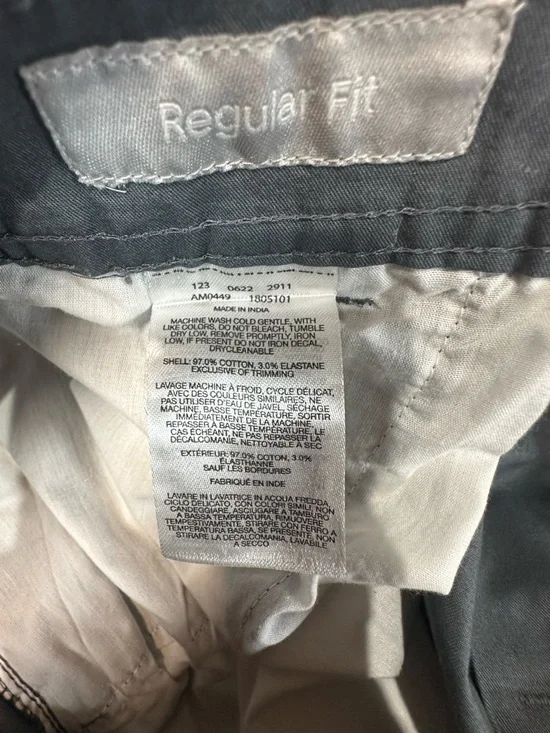 Regular Fit
123 0622 2911
AM0449 1805101
MADE IN INDIA
MACHINE WASH COLD GENTLE, WITH
LIKE COLORS, DO NOT BLEACH, TUMBLE
DRY LOW, REMOVE PROMPTLY, IRON
LOW, IF PRESENT DO NOT IRON DECAL,
DRYCLEANABLE
SHELL: 97.0% COTTON, 3.0% ELASTANE
EXCLUSIVE OF TRIMMING
LAVAGE MACHINE À FROID, CYCLE DÉLICAT,
AVEC DES COULEURS SIMILAIRES, NE
PAS UTILISER D'EAU DE JAVEL, SÉCHAGE
MACHINE, BASSE TEMPÉRATURE, SORTIR
IMMÉDIATEMENT DE LA MACHINE,
REPASSER À BASSE TEMPÉRATURE, LE
CAS ÉCHÉANT, NE PAS REPASSER LA
DÉCALCOMANIE, NETTOYABLE À SEC
EXTÉRIEUR: 97.0% COTON, 3.0%
ÉLASTHANNE
SAUF LES BORDURES
FABRIQUÉ EN INDE
LAVARE IN LAVATRICE IN ACQUA FREDDA,
CICLO DELICATO, CON COLORI SIMILI, NON
CANDEGGIARE, ASCIUGARE A TAMBURO
A BASSA TEMPERATURA, RIMUOVERE
TEMPESTIVAMENTE, STIRARE CON FERRO A
TEMPERATURA BASSA, SE PRESENTE, NON
STIRARE LA DECALCOMANIA, LAVABILE
A SECCO